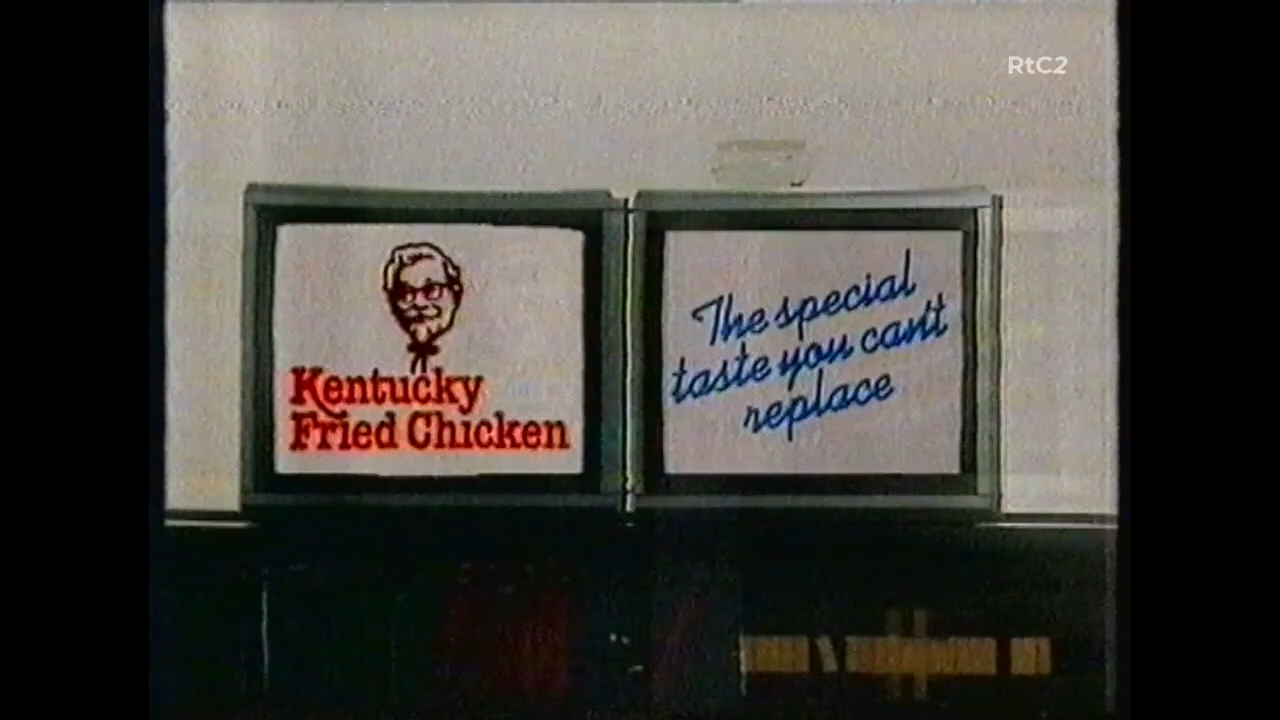 RtC2
Kentucky
Fried Chicken
The special
taste you can't
replace